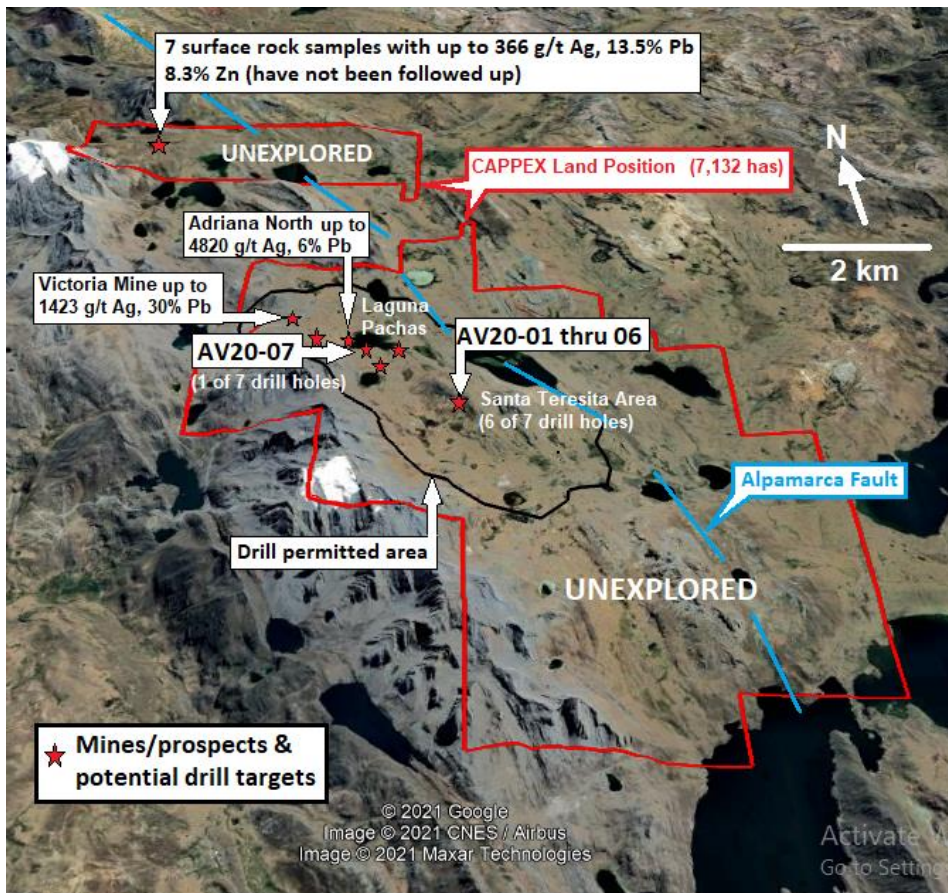 7 surface rock samples with up to 366 g/t Ag, 13.5% Pb
8.3% Zn (have not been followed up)
UNEXPLORED
N
CAPPEX Land Position (7,132 has)
2 km
Adriana North up to
4820 g/t Ag, 6% Pb
Victoria Mine up to
1423 g/t Ag, 30% Pb
Laguna
Pachas
AV20-07
(1 of 7 drill holes)
AV20-01 thru 06
Santa Teresita Area
(6 of 7 drill holes)
Alpamarca Fault
Drill permitted area
UNEXPLORED
Mines/prospects &
potential drill targets
© 2021 Google
Image © 2021 CNES / Airbus
Image © 2021 Maxar Technologies
Activate
Go to Setting